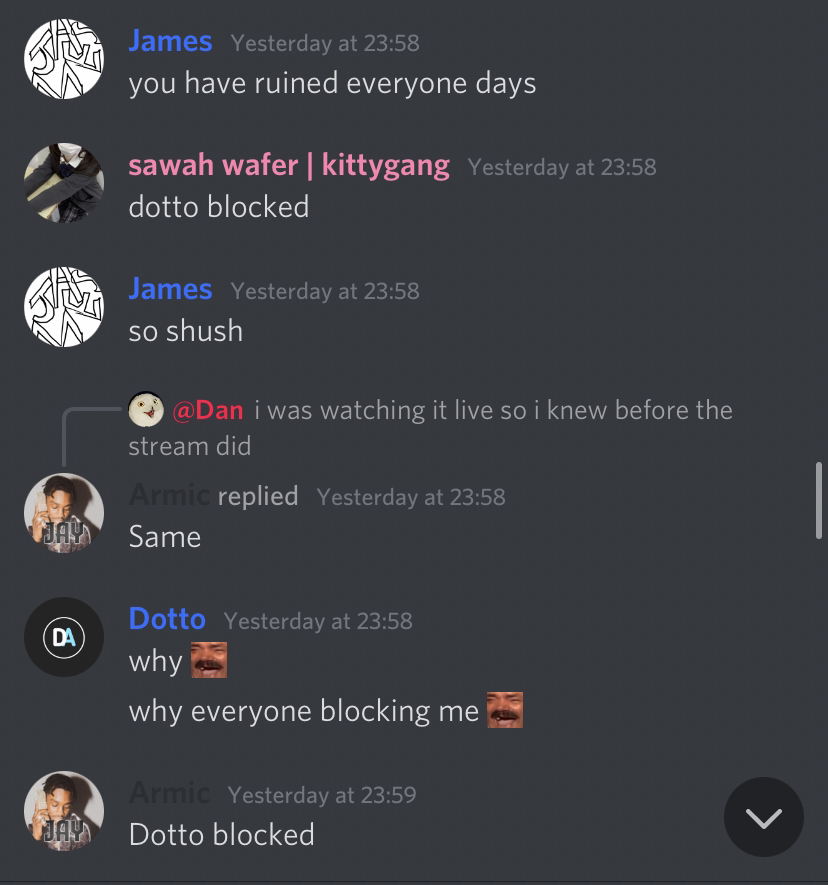 James Yesterday at 23:58
you have ruined everyone days
sawah wafer | kittygang Yesterday at 23:58
dotto blocked
James Yesterday at 23:58
so shush
@Dan i was watching it live so i knew before the
stream did
Armic replied Yesterday at 23:58
JAY
Same
Dotto Yesterday at 23:58
DA
why
why everyone blocking me
Armic Yesterday at 23:59
JAY
Dotto blocked